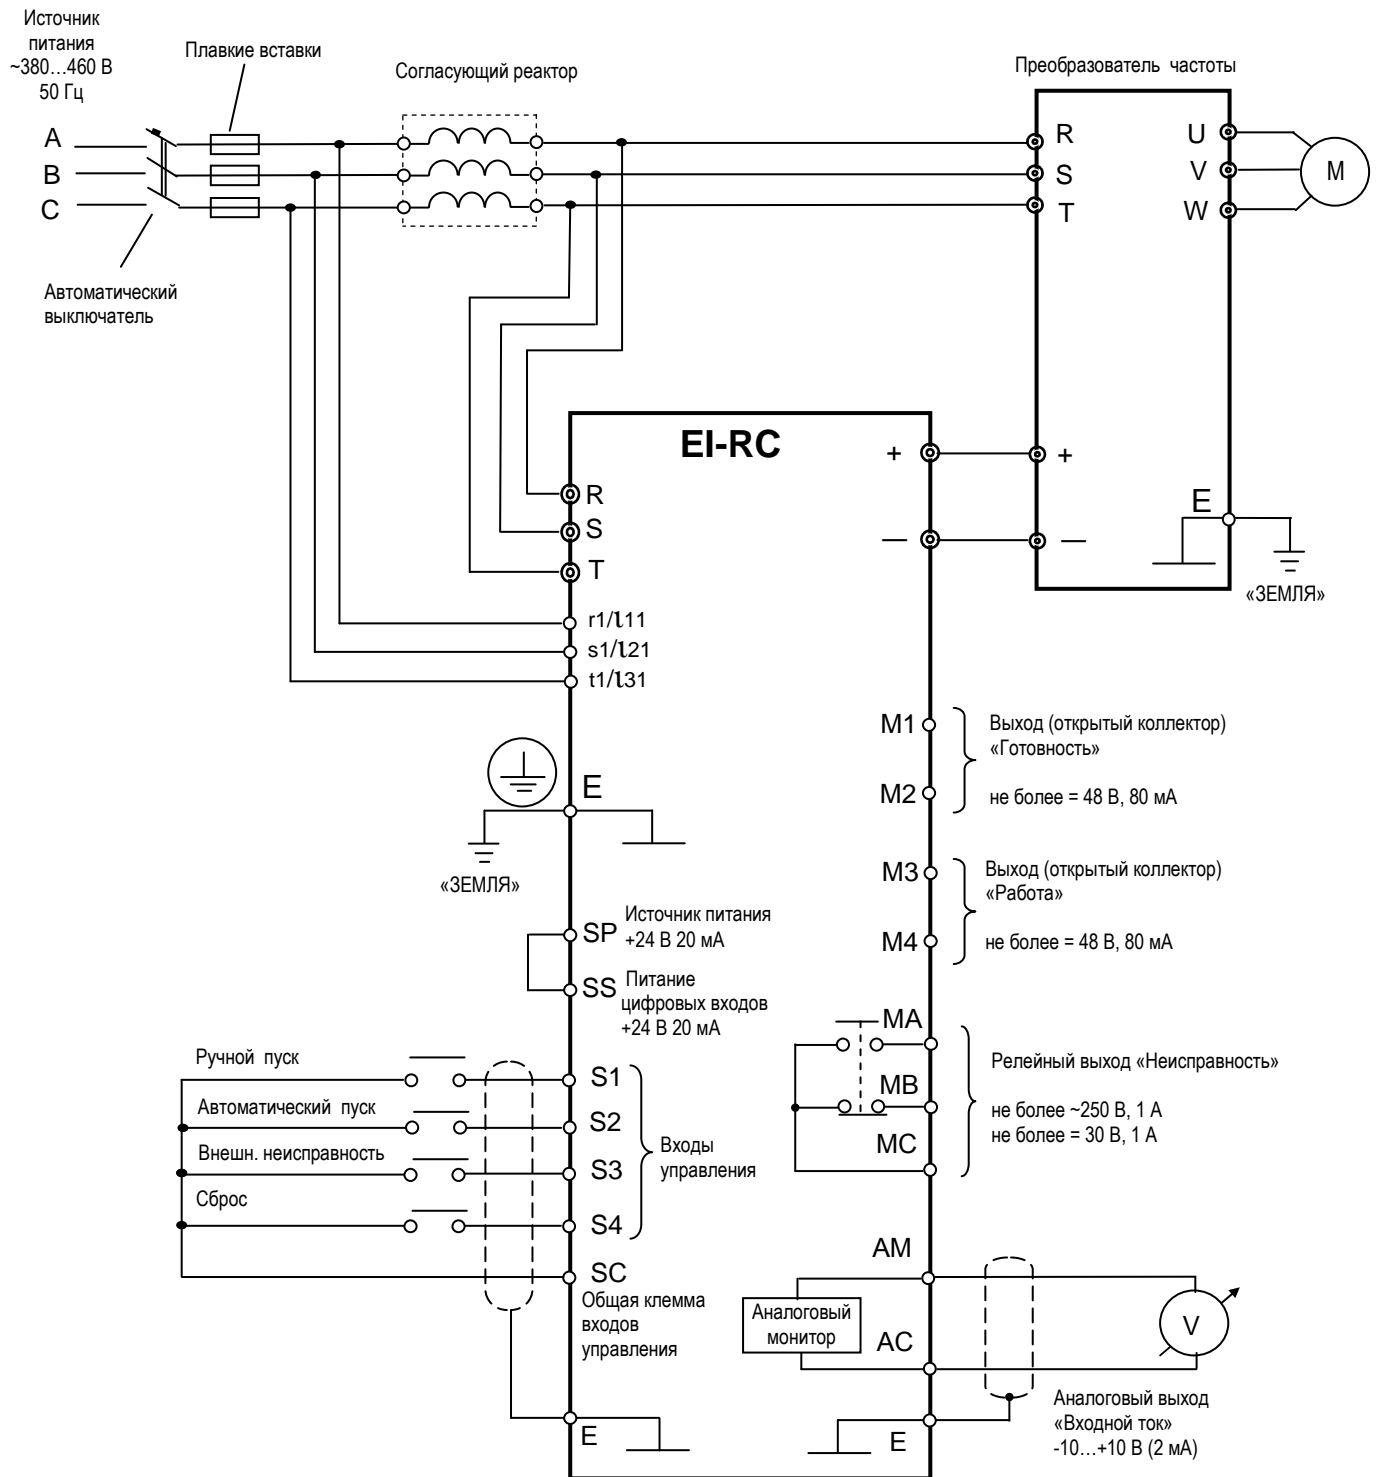 Источник
питания
~380…460 В
50 Гц
Плавкие вставки
Согласующий реактор
Преобразователь частоты
A
B
C
R
S
T
U
V
W
M
Автоматический
выключатель
EI-RC
+
+
—
—
E
«ЗЕМЛЯ»
R
S
T
r1/ɩ11
s1/ɩ21
t1/ɩ31
E
«ЗЕМЛЯ»
M1
M2
Выход (открытый коллектор)
«Готовность»
не более = 48 В, 80 мА
M3
M4
Выход (открытый коллектор)
«Работа»
не более = 48 В, 80 мА
SP
Источник питания
+24 В 20 мА
SS
Питание
цифровых входов
+24 В 20 мА
MA
MB
MC
Релейный выход «Неисправность»
не более ~250 В, 1 А
не более = 30 В, 1 А
Ручной пуск
Автоматический пуск
Внешн. неисправность
Сброс
S1
S2
S3
S4
Входы
управления
SC
Общая клемма
входов
управления
E
AM
AC
Аналоговый
монитор
V
E
Аналоговый выход
«Входной ток»
-10…+10 В (2 мА)